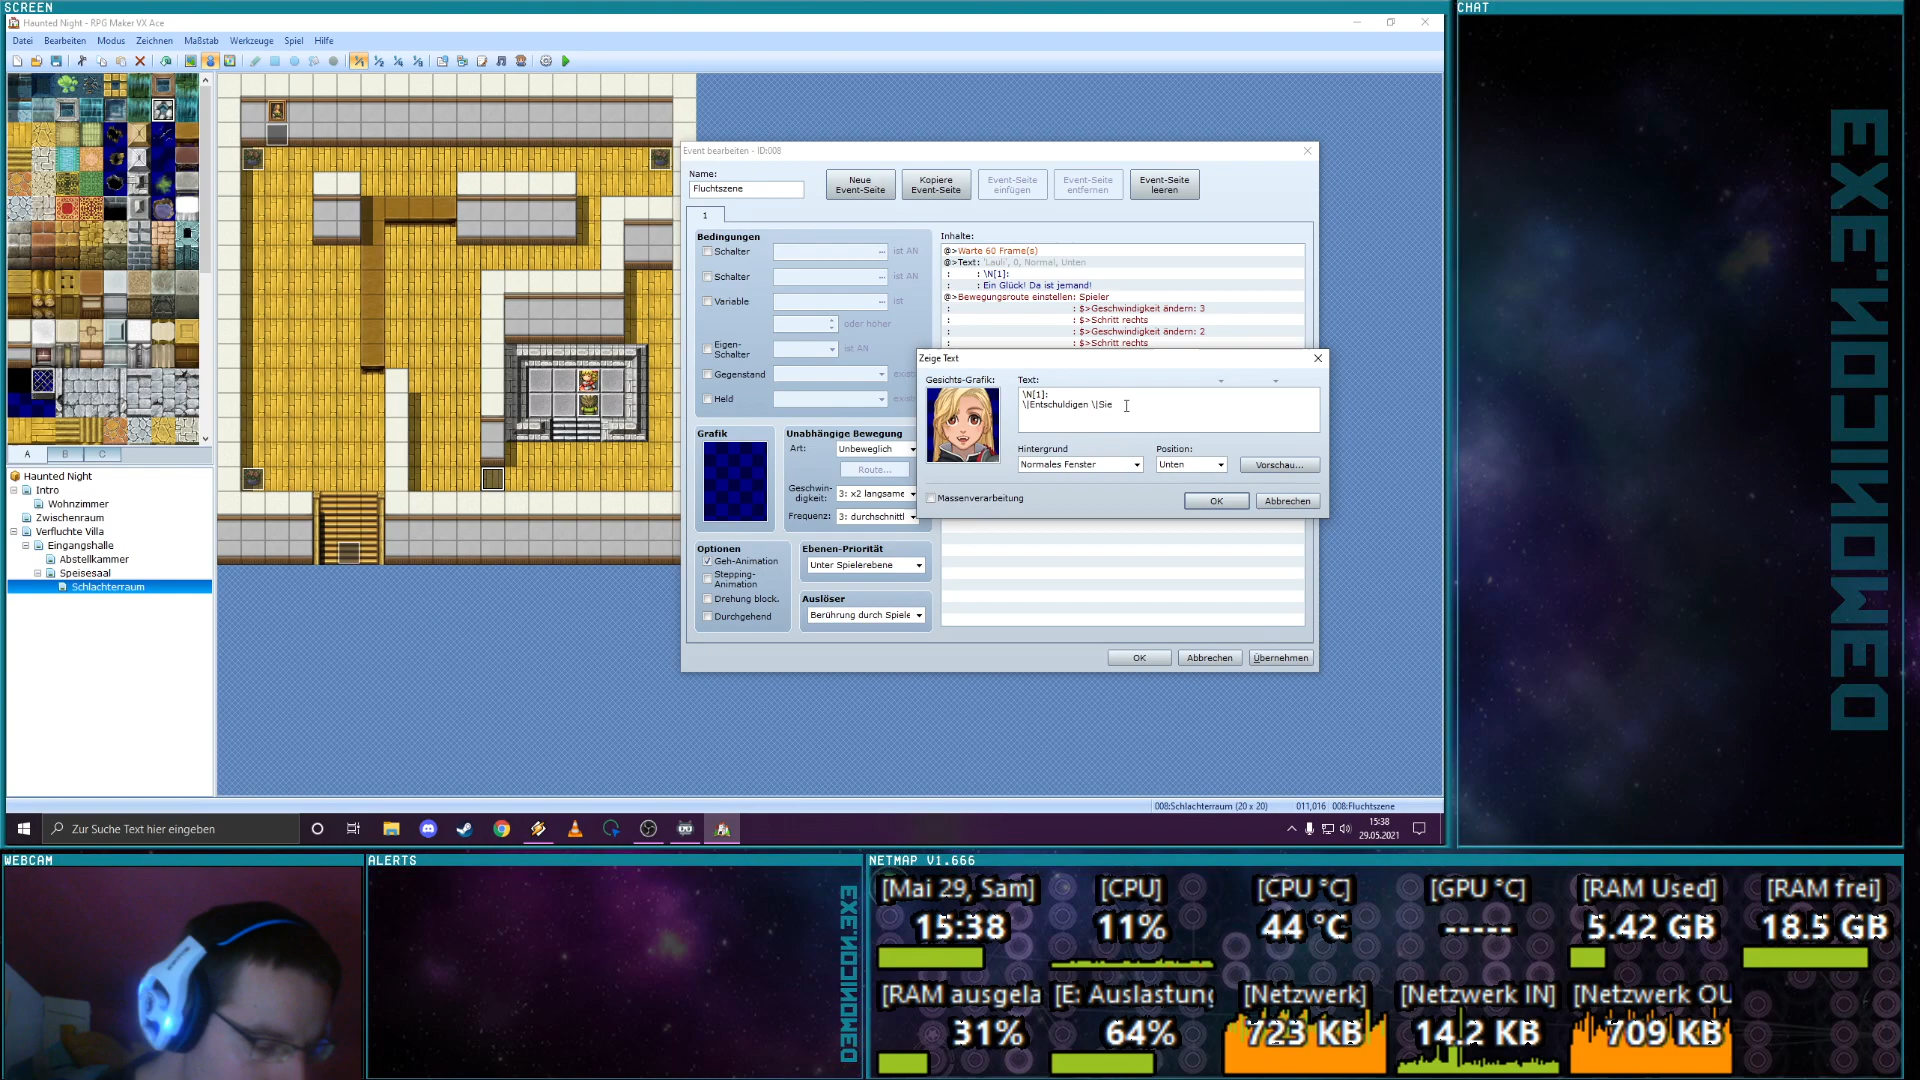 SCREEN
CHAT
Haunted Night - RPG Maker VX Ace
Datei Bearbeiten Modus Zeichnen Maßstab Werkzeuge Spiel Hilfe
Event bearbeiten - ID:008
Name:
Fluchtszene
Neue Event-Seite
Kopiere Event-Seite
Event-Seite einfügen
Event-Seite entfernen
Event-Seite leeren
1
Bedingungen
Schalter ... ist AN
Schalter ... ist AN
Variable ... ist
oder höher
Eigen-Schalter ist AN
Gegenstand
Held
Inhalte:
@>Warte 60 Frame(s)
@>Text: 'Lauli', 0, Normal, Unten
: : \N[1]:
: : Ein Glück! Da ist jemand!
@>Bewegungsroute einstellen: Spieler
: : $>Geschwindigkeit ändern: 3
: : $>Schritt rechts
: : $>Geschwindigkeit ändern: 2
: : $>Schritt rechts
Zeige Text
Gesichts-Grafik:
Text:
\N[1]:
\|Entschuldigen \|Sie
Hintergrund
Normales Fenster
Position:
Unten
Vorschau...
Massenverarbeitung
OK
Abbrechen
Grafik
Unabhängige Bewegung
Art: Unbeweglich
Route...
Geschwin-digkeit: 3: x2 langsame
Frequenz: 3: durchschnittl
Optionen
Geh-Animation
Stepping-Animation
Drehung block.
Durchgehend
Ebenen-Priorität
Unter Spielerebene
Auslöser
Berührung durch Spiele
OK
Abbrechen
Übernehmen
A B C
Haunted Night
Intro
Wohnzimmer
Zwischenraum
Verfluchte Villa
Eingangshalle
Abstellkammer
Speisesaal
Schlachterraum
008:Schlachterraum (20 x 20) 011,016 008:Fluchtszene
Zur Suche Text hier eingeben
15:38
29.05.2021
WEBCAM
ALERTS
NETMAP V1.666
[Mai 29, Sam] [CPU] [CPU °C] [GPU °C] [RAM Used] [RAM frei]
15:38 11% 44 °C ----- 5.42 GB 18.5 GB
[RAM ausgela [E: Auslastung [Netzwerk] [Netzwerk IN] [Netzwerk OU
31% 64% 723 KB 14.2 KB 709 KB